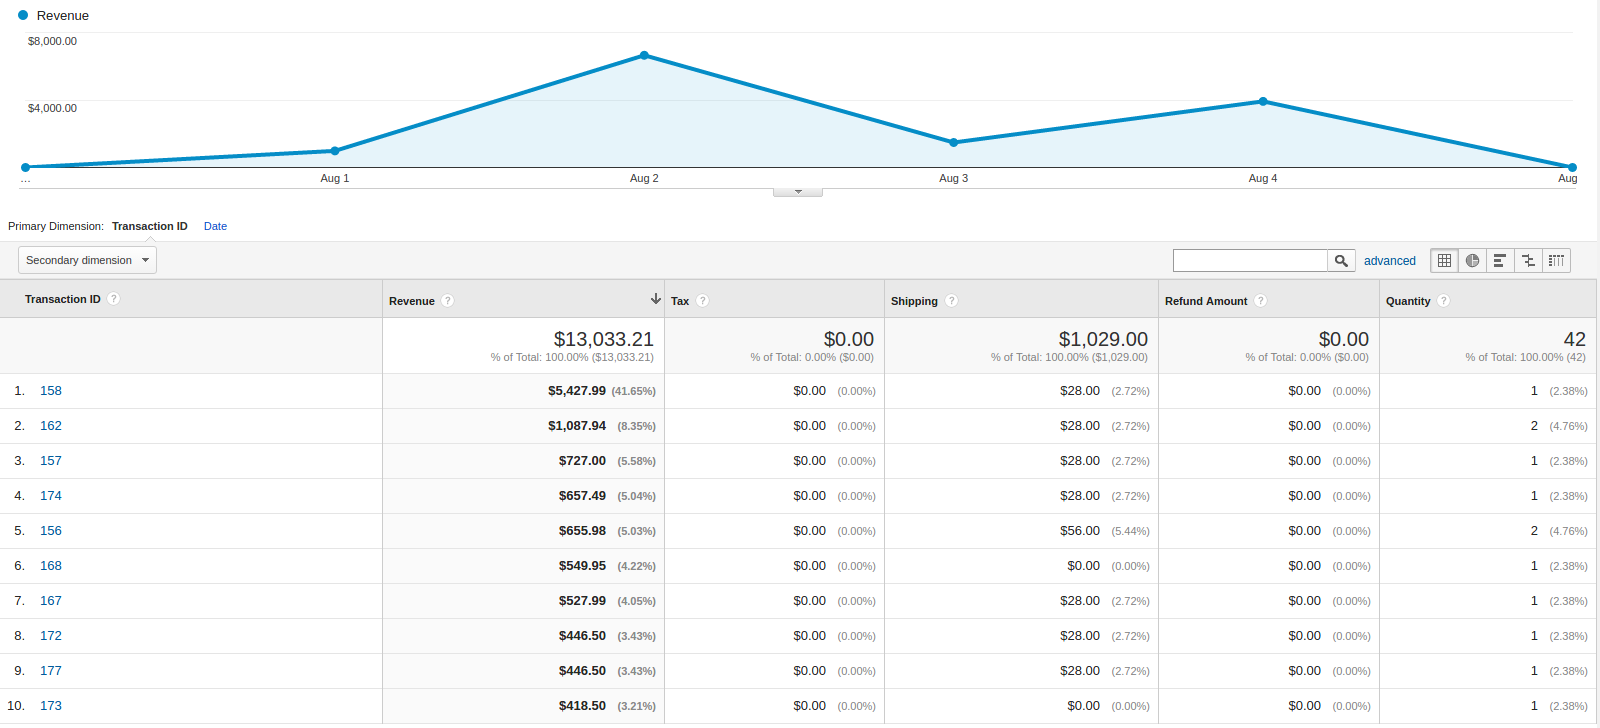 Revenue
$8,000.00
$4,000.00
... Aug 1 Aug 2 Aug 3 Aug 4 Aug
Primary Dimension: Transaction ID Date
Secondary dimension advanced
Transaction ID ? Revenue ? Tax ? Shipping ? Refund Amount ? Quantity ?
$13,033.21 $0.00 $1,029.00 $0.00 42
% of Total: 100.00% ($13,033.21) % of Total: 0.00% ($0.00) % of Total: 100.00% ($1,029.00) % of Total: 0.00% ($0.00) % of Total: 100.00% (42)
1. 158 $5,427.99 (41.65%) $0.00 (0.00%) $28.00 (2.72%) $0.00 (0.00%) 1 (2.38%)
2. 162 $1,087.94 (8.35%) $0.00 (0.00%) $28.00 (2.72%) $0.00 (0.00%) 2 (4.76%)
3. 157 $727.00 (5.58%) $0.00 (0.00%) $28.00 (2.72%) $0.00 (0.00%) 1 (2.38%)
4. 174 $657.49 (5.04%) $0.00 (0.00%) $28.00 (2.72%) $0.00 (0.00%) 1 (2.38%)
5. 156 $655.98 (5.03%) $0.00 (0.00%) $56.00 (5.44%) $0.00 (0.00%) 2 (4.76%)
6. 168 $549.95 (4.22%) $0.00 (0.00%) $0.00 (0.00%) $0.00 (0.00%) 1 (2.38%)
7. 167 $527.99 (4.05%) $0.00 (0.00%) $28.00 (2.72%) $0.00 (0.00%) 1 (2.38%)
8. 172 $446.50 (3.43%) $0.00 (0.00%) $28.00 (2.72%) $0.00 (0.00%) 1 (2.38%)
9. 177 $446.50 (3.43%) $0.00 (0.00%) $28.00 (2.72%) $0.00 (0.00%) 1 (2.38%)
10. 173 $418.50 (3.21%) $0.00 (0.00%) $0.00 (0.00%) $0.00 (0.00%) 1 (2.38%)